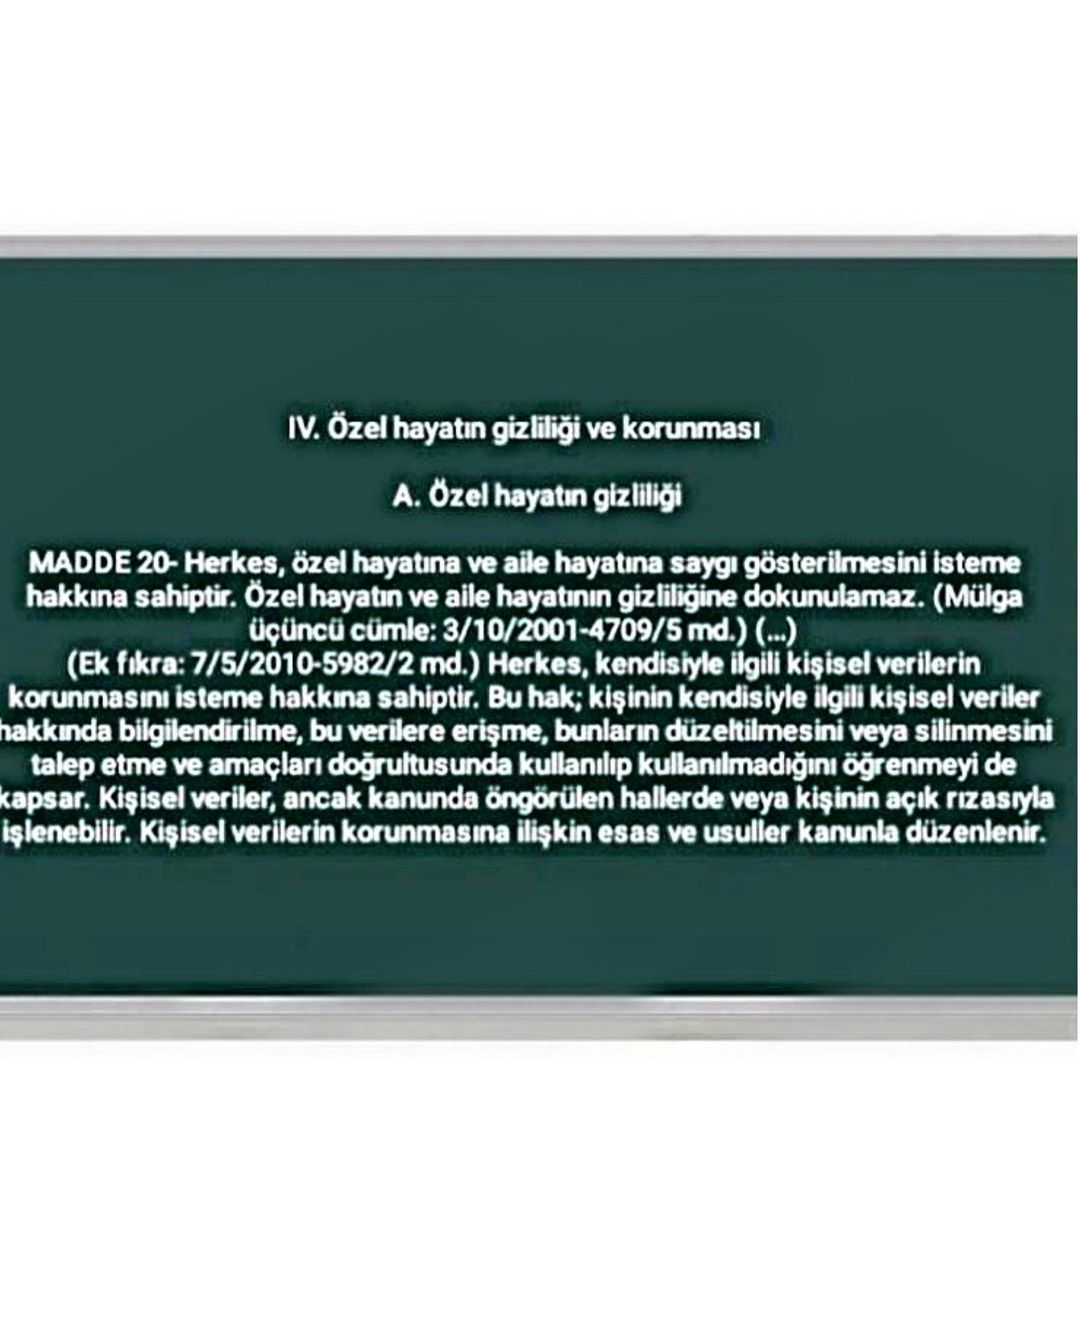 IV. Özel hayatın gizliliği ve korunması
A. Özel hayatın gizliliği
MADDE 20- Herkes, özel hayatına ve aile hayatına saygı gösterilmesini isteme
hakkına sahiptir. Özel hayatın ve aile hayatının gizliliğine dokunulamaz. (Mülga
üçüncü cümle: 3/10/2001-4709/5 md.) (...)
(Ek fıkra: 7/5/2010-5982/2 md.) Herkes, kendisiyle ilgili kişisel verilerin
korunmasını isteme hakkına sahiptir. Bu hak; kişinin kendisiyle ilgili kişisel veriler
hakkında bilgilendirilme, bu verilere erişme, bunların düzeltilmesini veya silinmesini
talep etme ve amaçları doğrultusunda kullanılıp kullanılmadığını öğrenmeyi de
kapsar. Kişisel veriler, ancak kanunda öngörülen hallerde veya kişinin açık rızasıyla
işlenebilir. Kişisel verilerin korunmasına ilişkin esas ve usuller kanunla düzenlenir.